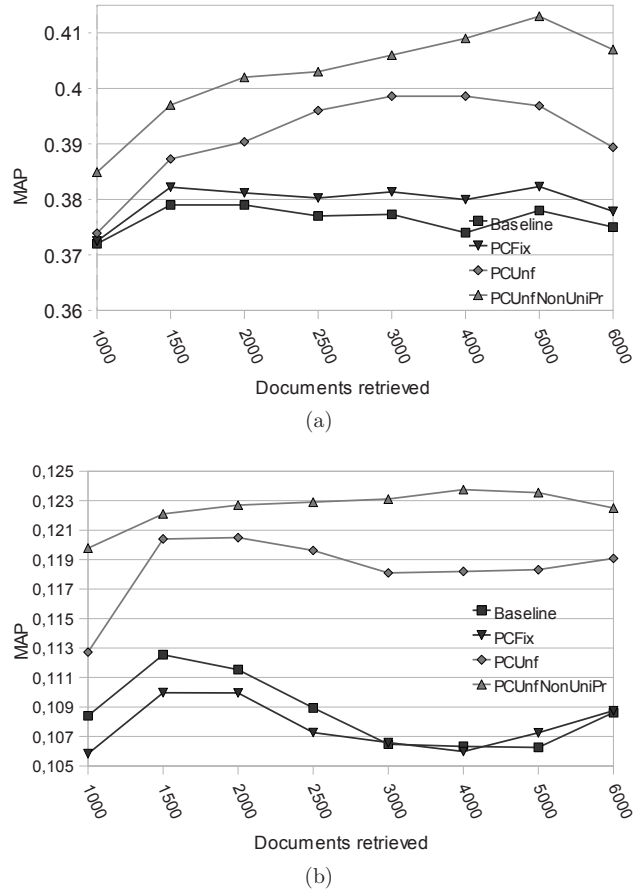 0.41
0.4
0.39
0.38
0.37
0.36
MAP
Baseline
PCFix
PCUnf
PCUnfNonUniPr
1000
1500
2000
2500
3000
4000
5000
6000
Documents retrieved
(a)
0,125
0,123
0,121
0,119
0,117
0,115
0,113
0,111
0,109
0,107
0,105
MAP
Baseline
PCFix
PCUnf
PCUnfNonUniPr
1000
1500
2000
2500
3000
4000
5000
6000
Documents retrieved
(b)